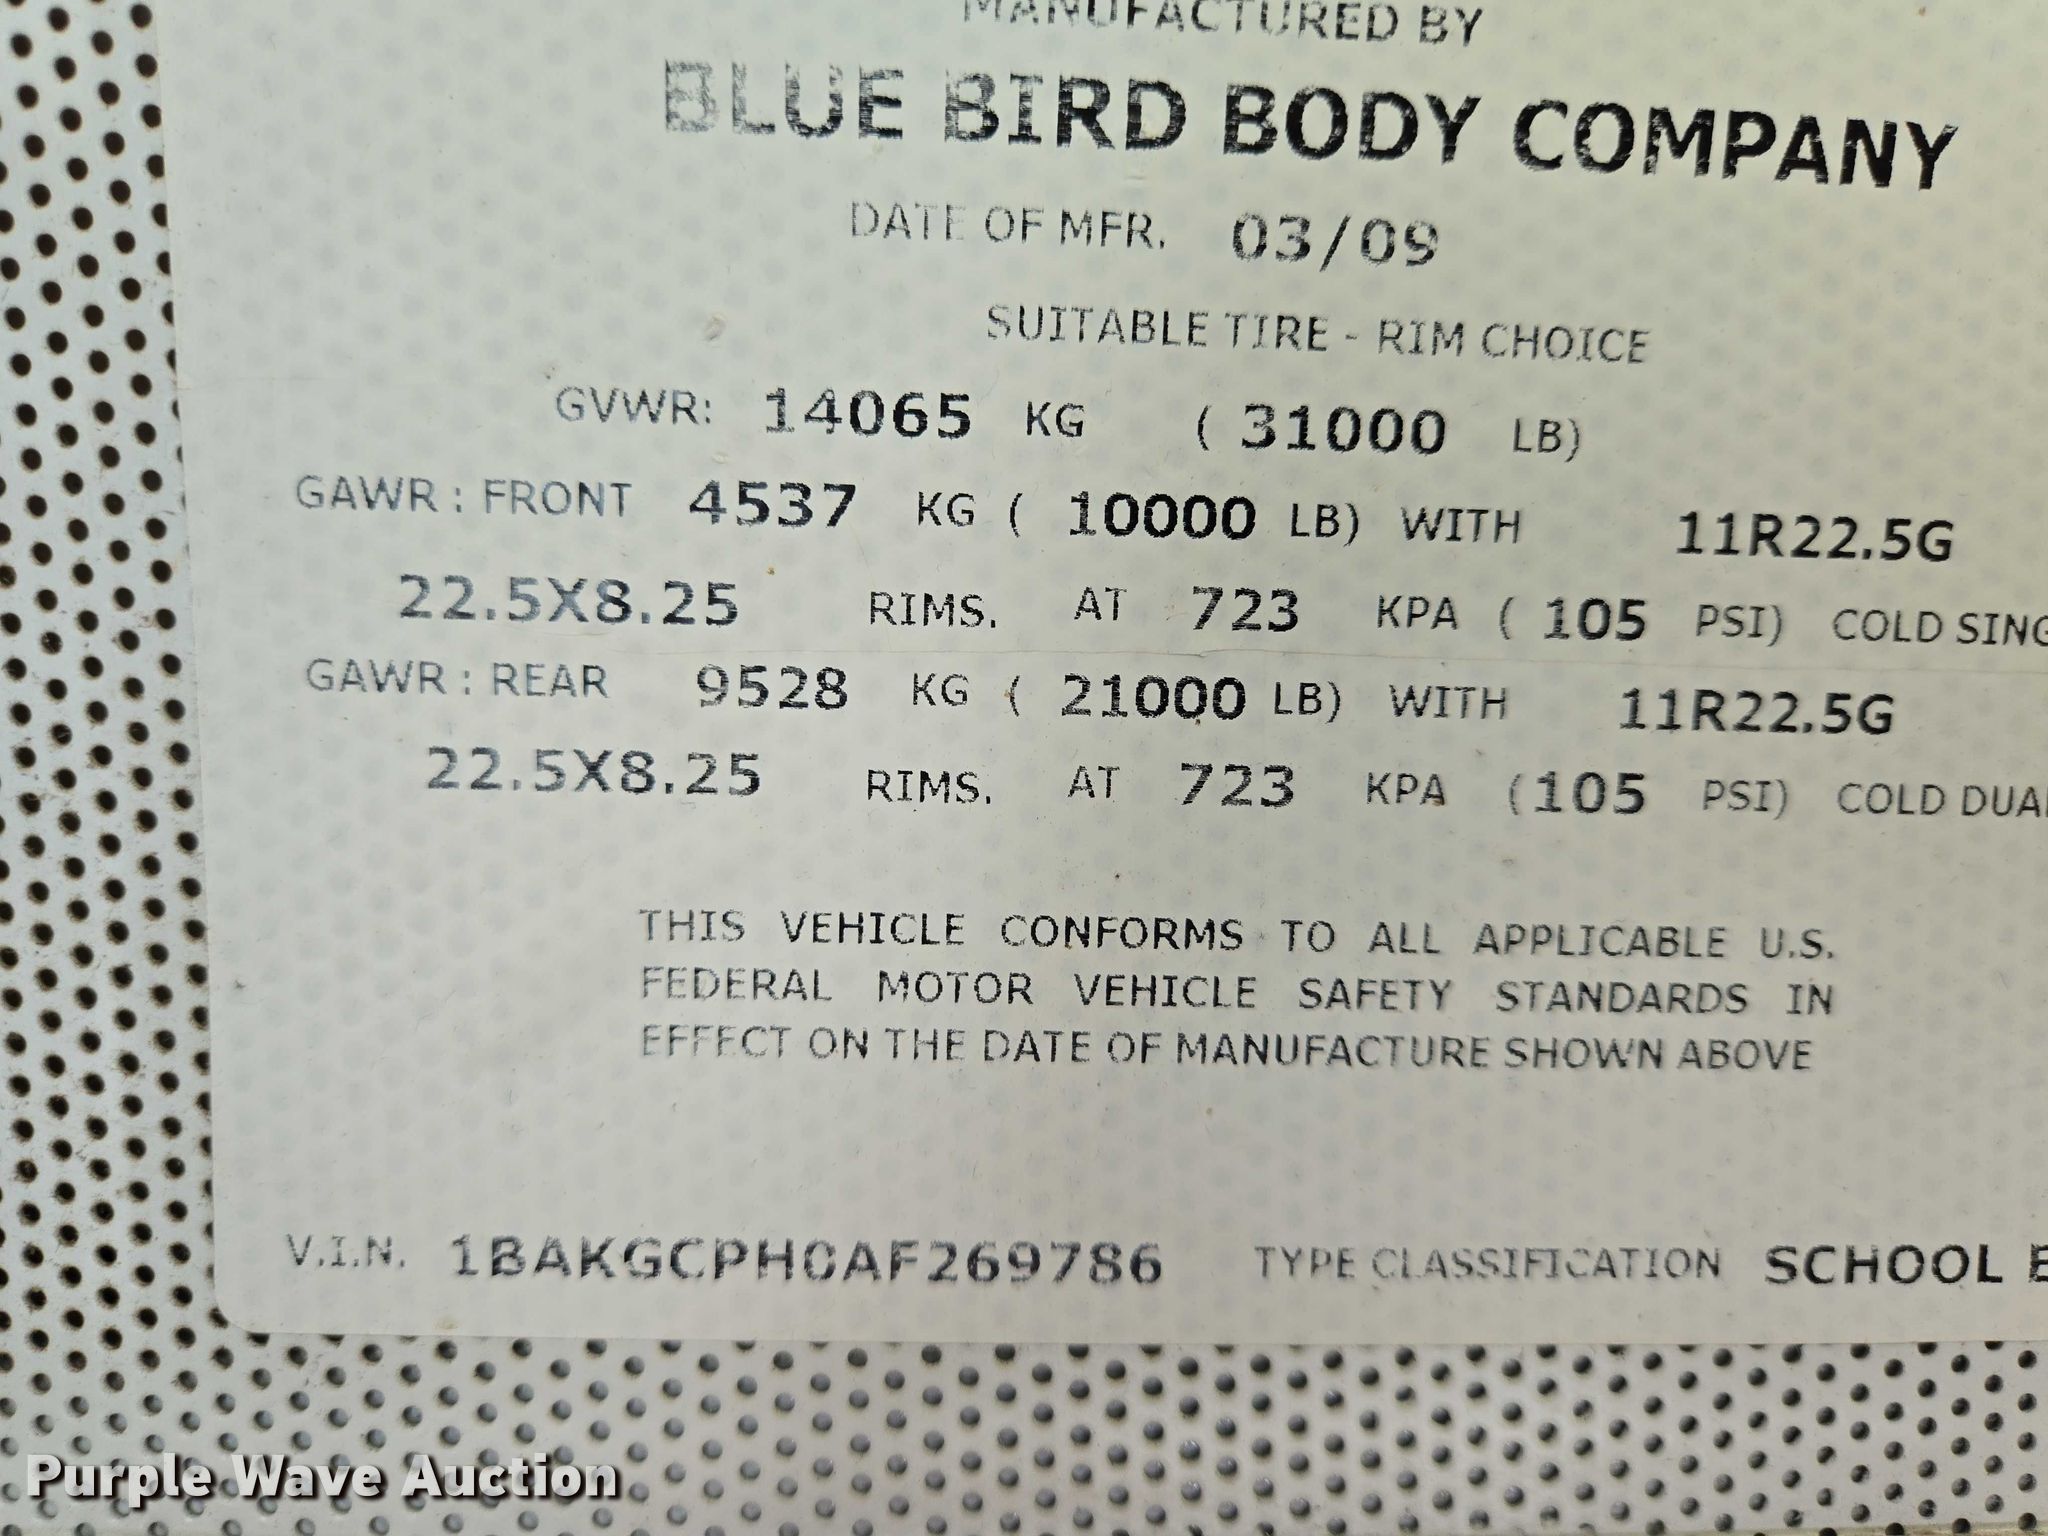 MANUFACTURED BY
BLUE BIRD BODY COMPANY
DATE OF MFR. 03/09
SUITABLE TIRE - RIM CHOICE
GVWR: 14065 KG ( 31000 LB)
GAWR : FRONT 4537 KG ( 10000 LB) WITH 11R22.5G
22.5X8.25 RIMS. AT 723 KPA ( 105 PSI) COLD SING
GAWR : REAR 9528 KG ( 21000 LB) WITH 11R22.5G
22.5X8.25 RIMS. AT 723 KPA (105 PSI) COLD DUAL
THIS VEHICLE CONFORMS TO ALL APPLICABLE U.S.
FEDERAL MOTOR VEHICLE SAFETY STANDARDS IN
EFFECT ON THE DATE OF MANUFACTURE SHOWN ABOVE
V.I.N. 1BAKGCPH0AF269786 TYPE CLASSIFICATION SCHOOL B
Purple Wave Auction